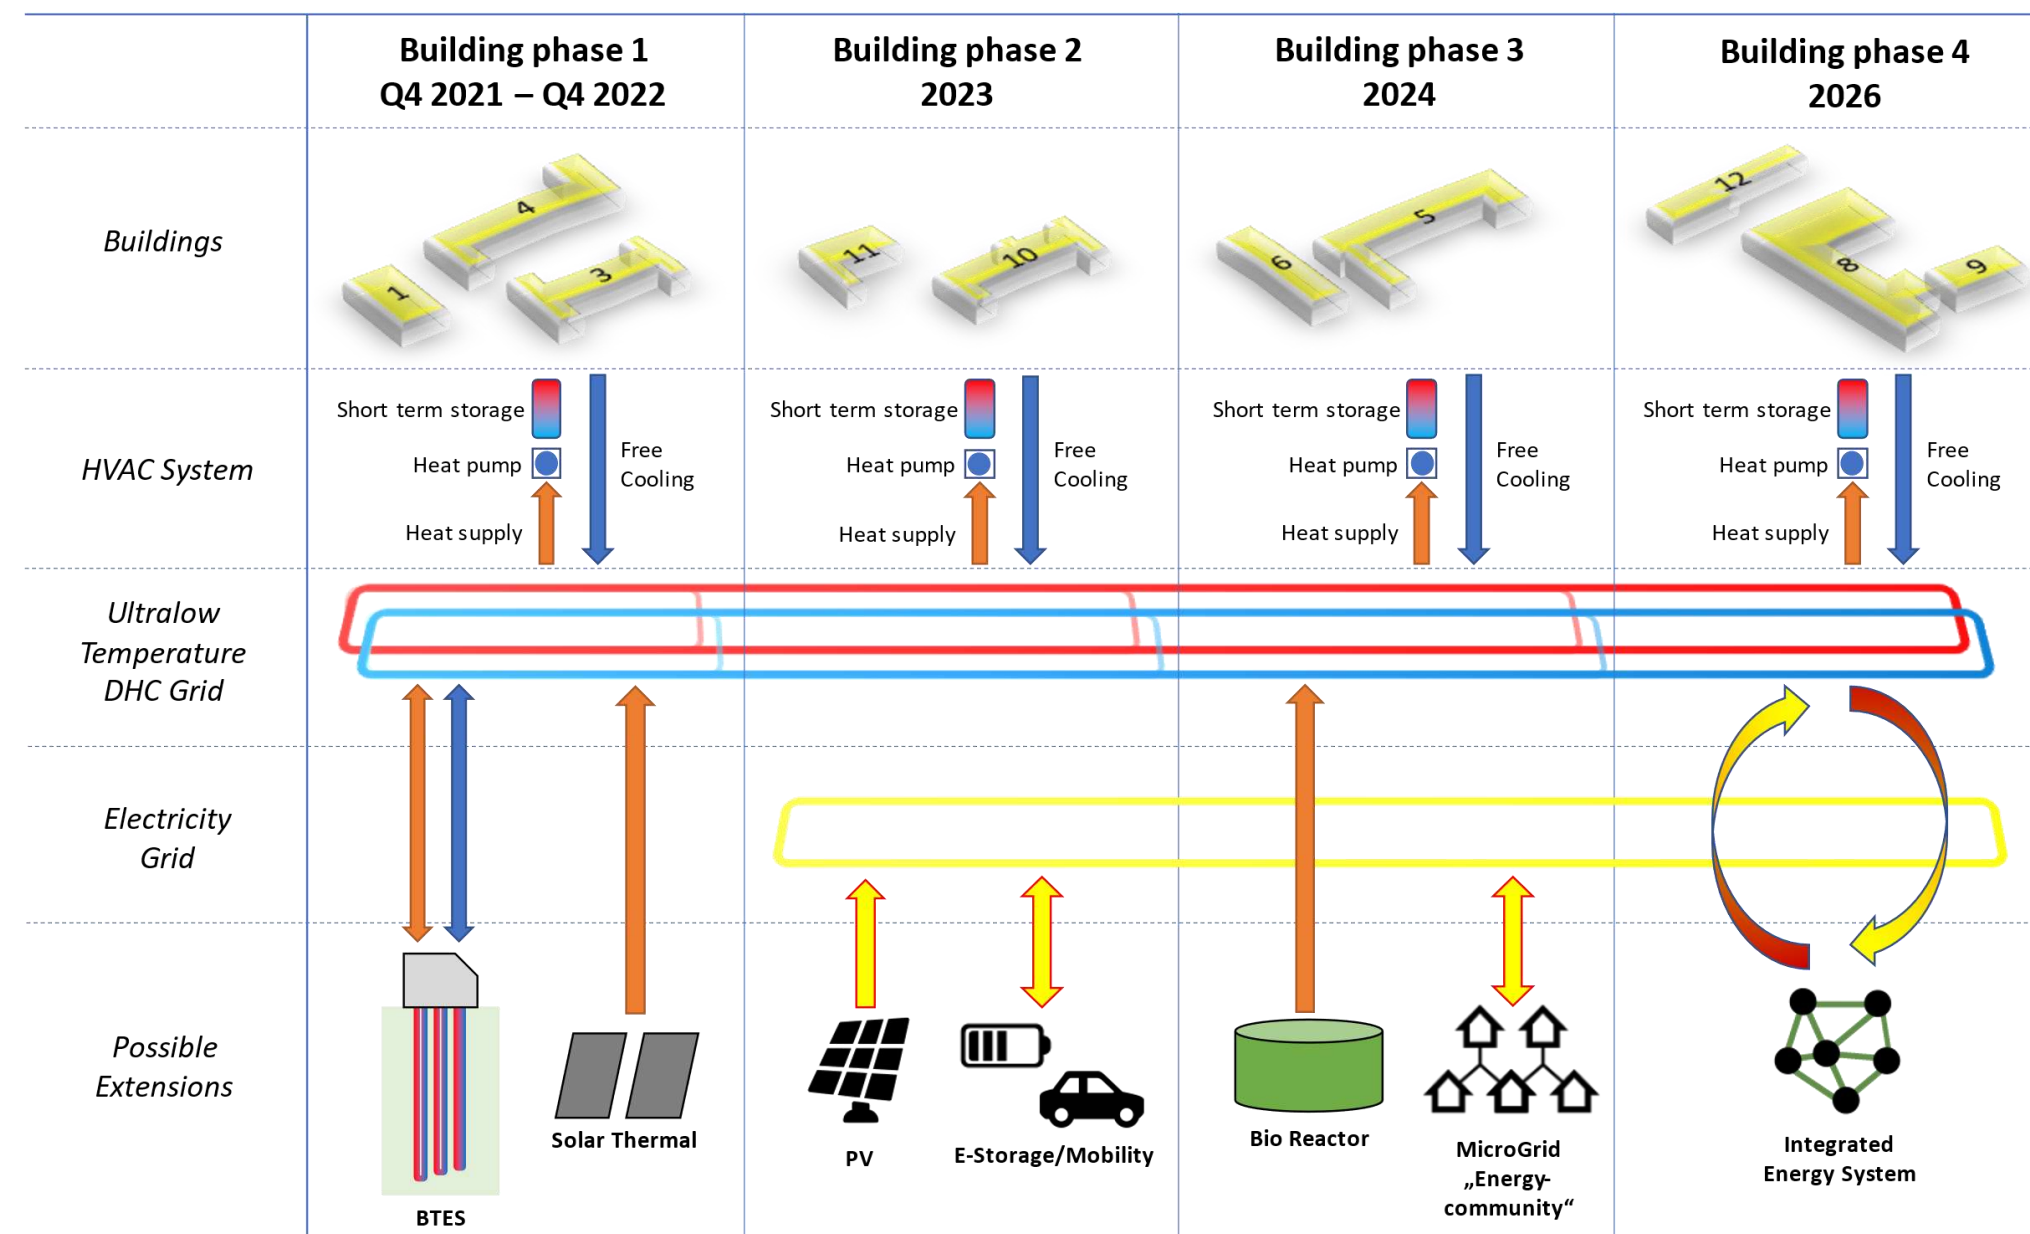 Building phase 1
Q4 2021 – Q4 2022
Building phase 2
2023
Building phase 3
2024
Building phase 4
2026
Buildings
1
4
3
11
10
6
5
12
8
9
HVAC System
Short term storage
Heat pump
Heat supply
Free
Cooling
Short term storage
Heat pump
Heat supply
Free
Cooling
Short term storage
Heat pump
Heat supply
Free
Cooling
Short term storage
Heat pump
Heat supply
Free
Cooling
Ultralow
Temperature
DHC Grid
Electricity
Grid
Possible
Extensions
BTES
Solar Thermal
PV
E-Storage/Mobility
Bio Reactor
MicroGrid
„Energy-
community“
Integrated
Energy System